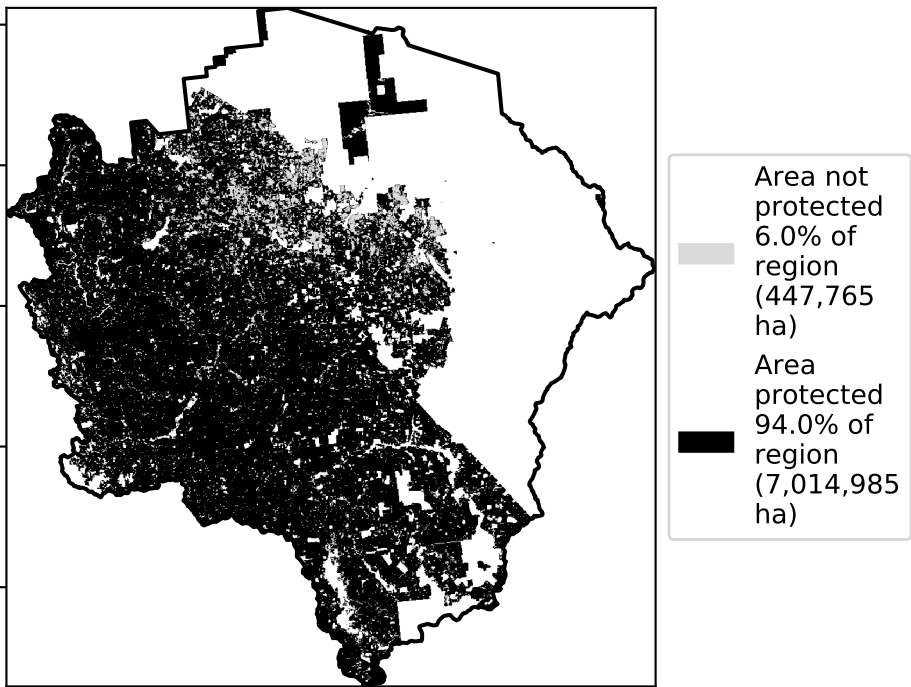 Area not
protected
6.0% of
region
(447,765
ha)
Area
protected
94.0% of
region
(7,014,985
ha)